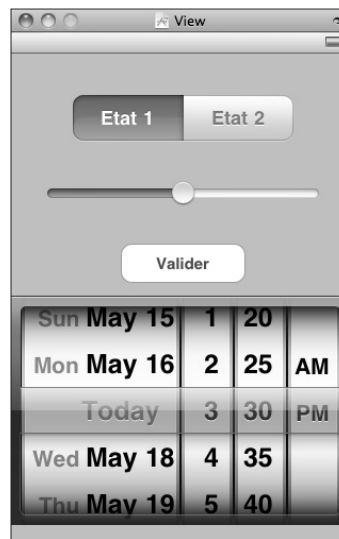 View
Etat 1 Etat 2
Valider
Sun May 15 1 20
Mon May 16 2 25 AM
Today 3 30 PM
Wed May 18 4 35
Thu May 19 5 40